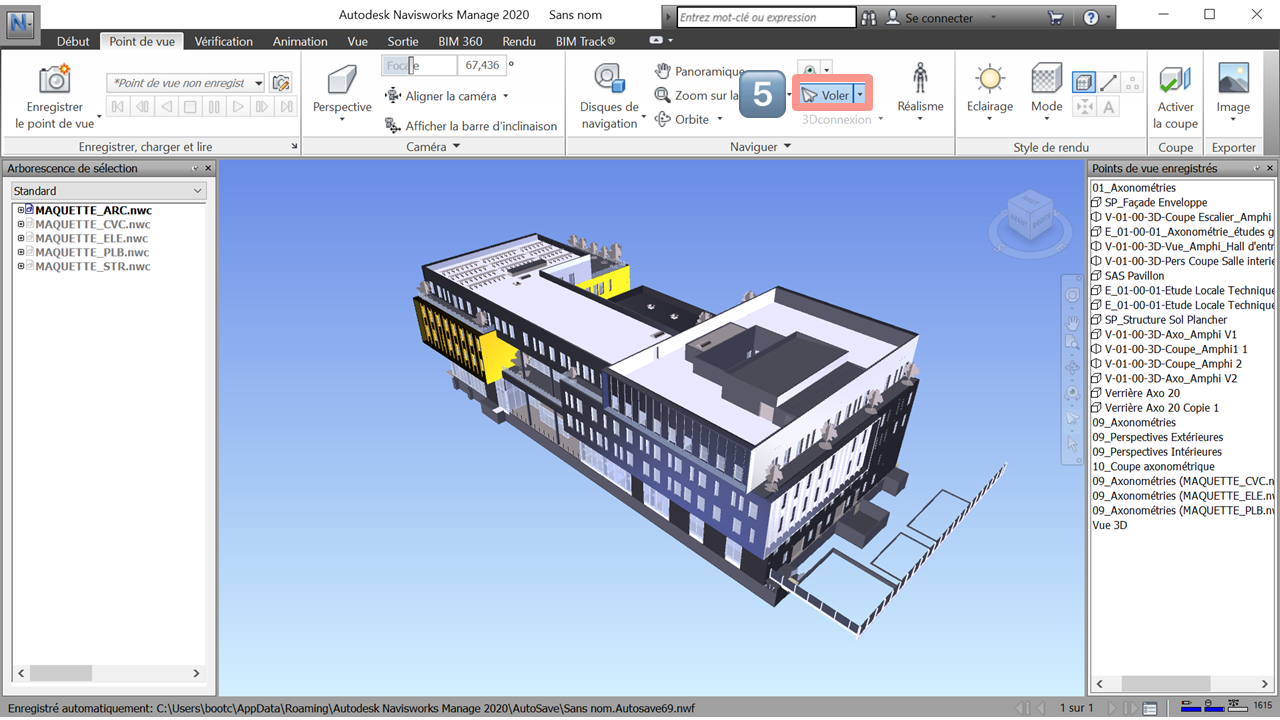 Autodesk Navisworks Manage 2020 Sans nom
Entrez mot-clé ou expression
Se connecter
Début Point de vue Vérification Animation Vue Sortie BIM 360 Rendu BIM Track®
Enregistrer
le point de vue
*Point de vue non enregist
Enregistrer, charger et lire
Perspective
Focale
67,436 °
Aligner la caméra
Afficher la barre d'inclinaison
Caméra
Disques de
navigation
Panoramique
Zoom sur la
Orbite
5
Voler
3Dconnexion
Réalisme
Naviguer
Eclairage
Mode
A
Style de rendu
Activer
la coupe
Coupe
Image
Exporter
Arborescence de sélection
Standard
MAQUETTE_ARC.nwc
MAQUETTE_CVC.nwc
MAQUETTE_ELE.nwc
MAQUETTE_PLB.nwc
MAQUETTE_STR.nwc
Points de vue enregistrés
01_Axonométries
SP_Façade Enveloppe
V-01-00-3D-Coupe Escalier_Amphi
E_01-00-01_Axonométrie_études g
V-01-00-3D-Vue_Amphi_Hall d'entr
V-01-00-3D-Pers Coupe Salle interie
SAS Pavillon
E_01-00-01-Etude Locale Technique
E_01-00-01-Etude Locale Technique
SP_Structure Sol Plancher
V-01-00-3D-Axo_Amphi V1
V-01-00-3D-Coupe_Amphi1 1
V-01-00-3D-Coupe_Amphi 2
V-01-00-3D-Axo_Amphi V2
Verrière Axo 20
Verrière Axo 20 Copie 1
09_Axonométries
09_Perspectives Extérieures
09_Perspectives Intérieures
10_Coupe axonométrique
09_Axonométries (MAQUETTE_CVC.n
09_Axonométries (MAQUETTE_ELE.nv
09_Axonométries (MAQUETTE_PLB.nv
Vue 3D
Enregistré automatiquement: C:\Users\bootc\AppData\Roaming\Autodesk Navisworks Manage 2020\AutoSave\Sans nom.Autosave69.nwf
1 sur 1
1615